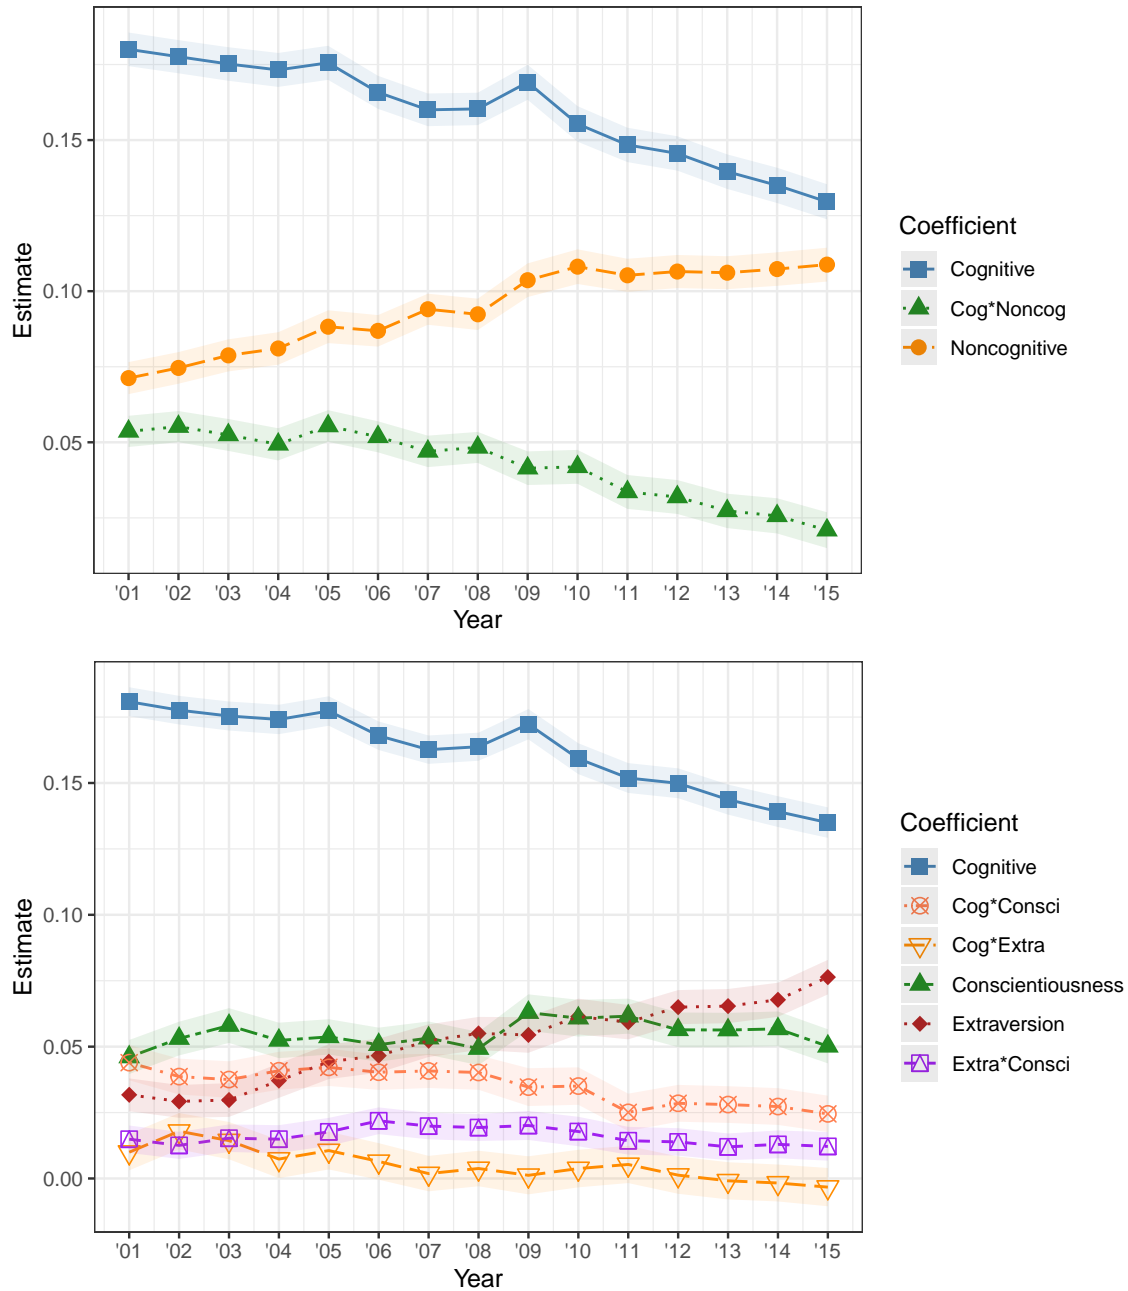 0.15
0.10
0.05
Estimate
'01 '02 '03 '04 '05 '06 '07 '08 '09 '10 '11 '12 '13 '14 '15
Year
Coefficient
Cognitive
Cog*Noncog
Noncognitive
0.15
0.10
0.05
0.00
Estimate
'01 '02 '03 '04 '05 '06 '07 '08 '09 '10 '11 '12 '13 '14 '15
Year
Coefficient
Cognitive
Cog*Consci
Cog*Extra
Conscientiousness
Extraversion
Extra*Consci